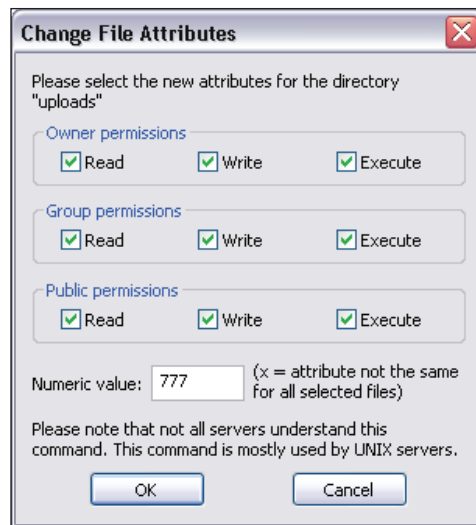 Change File Attributes
Please select the new attributes for the directory
"uploads"
Owner permissions
Read Write Execute
Group permissions
Read Write Execute
Public permissions
Read Write Execute
Numeric value: 777 (x = attribute not the same
for all selected files)
Please note that not all servers understand this
command. This command is mostly used by UNIX servers.
OK Cancel